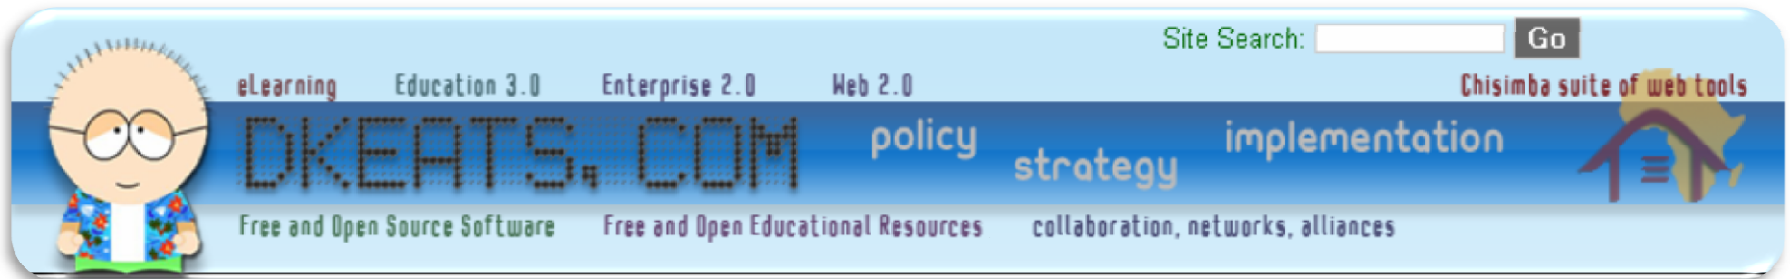 Site Search: Go
eLearning Education 3.0 Enterprise 2.0 Web 2.0 Chisimba suite of web tools
DKEATS.COM policy strategy implementation
Free and Open Source Software Free and Open Educational Resources collaboration, networks, alliances